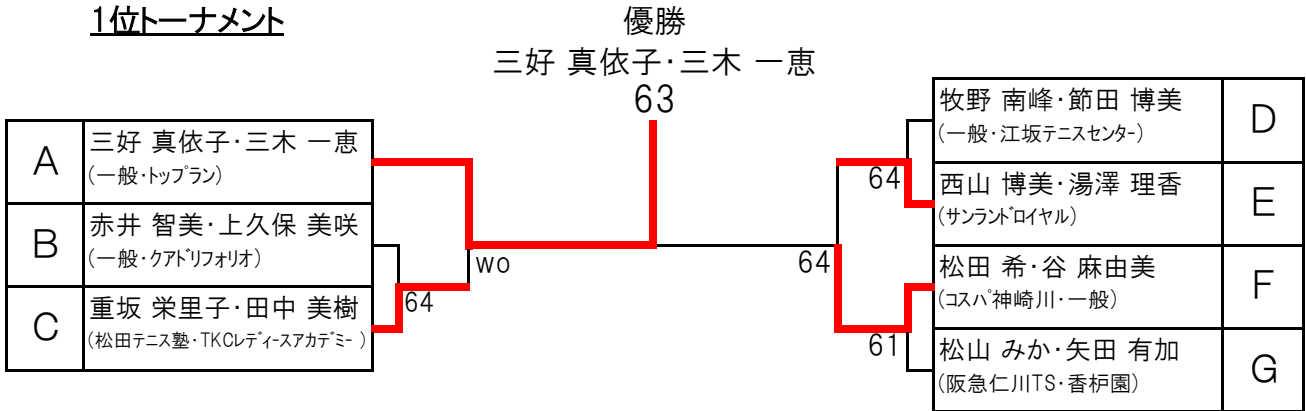 1位トーナメント
優勝
三好 真依子・三木 一恵
63
A
三好 真依子・三木 一恵
(一般・トップラン)
B
赤井 智美・上久保 美咲
(一般・クアドリフォリオ)
C
重坂 栄里子・田中 美樹
(松田テニス塾・TKCレディースアカデミー)
64
wo
牧野 南峰・節田 博美
(一般・江坂テニスセンター)
D
64
西山 博美・湯澤 理香
(サンランドロイヤル)
E
64
松田 希・谷 麻由美
(コスパ神崎川・一般)
F
61
松山 みか・矢田 有加
(阪急仁川TS・香枦園)
G